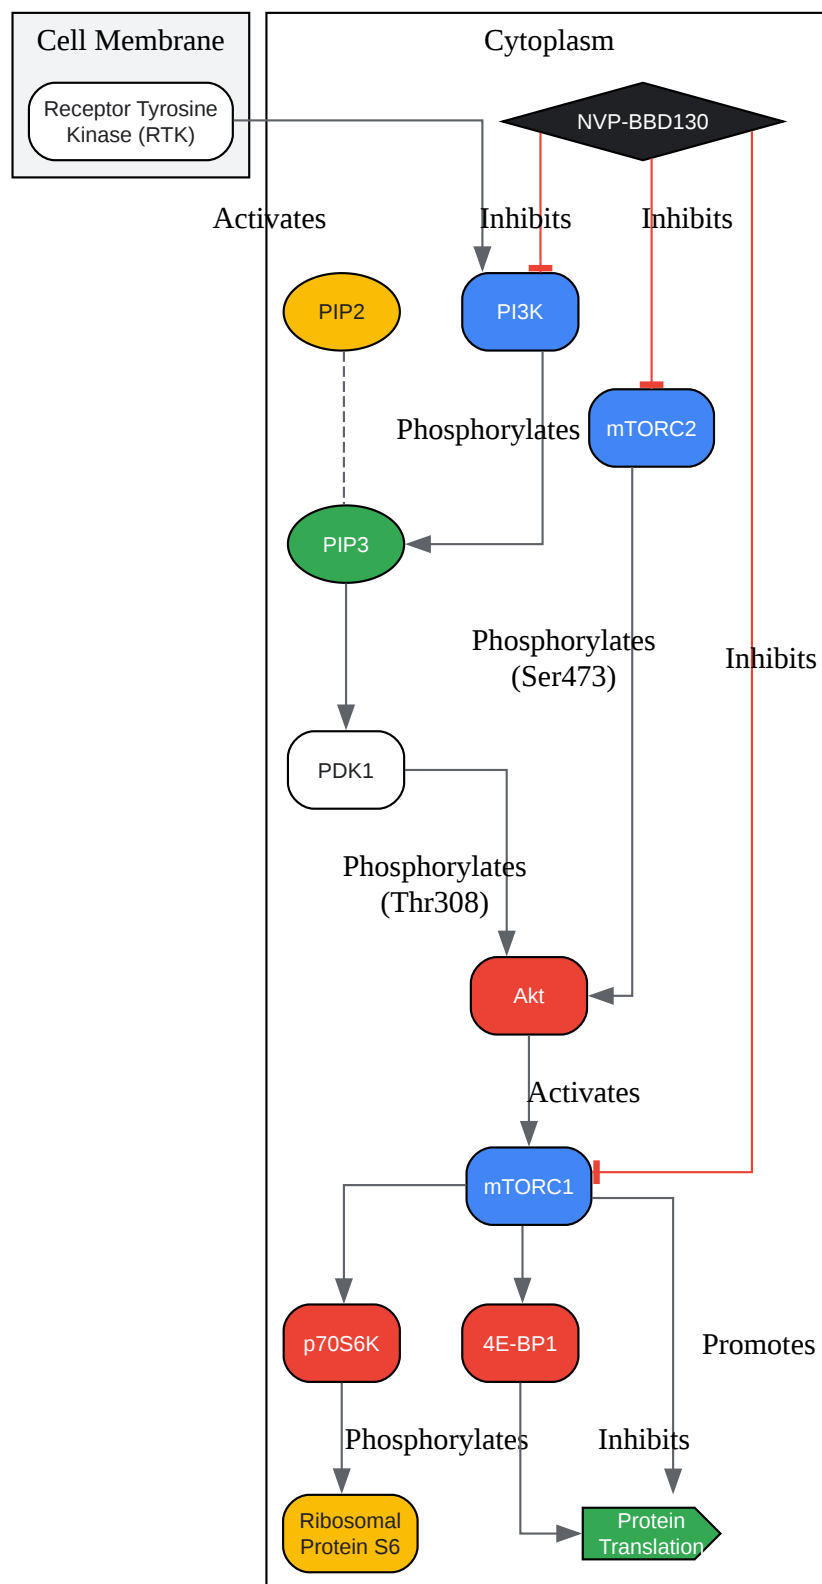 Cell Membrane
Cytoplasm
Receptor Tyrosine
Kinase (RTK)
NVP-BBD130
Activates
Inhibits
Inhibits
PIP2
PI3K
Phosphorylates
mTORC2
PIP3
Phosphorylates
(Ser473)
Inhibits
PDK1
Phosphorylates
(Thr308)
Akt
Activates
mTORC1
p70S6K
4E-BP1
Promotes
Phosphorylates
Inhibits
Ribosomal
Protein S6
Protein
Translation